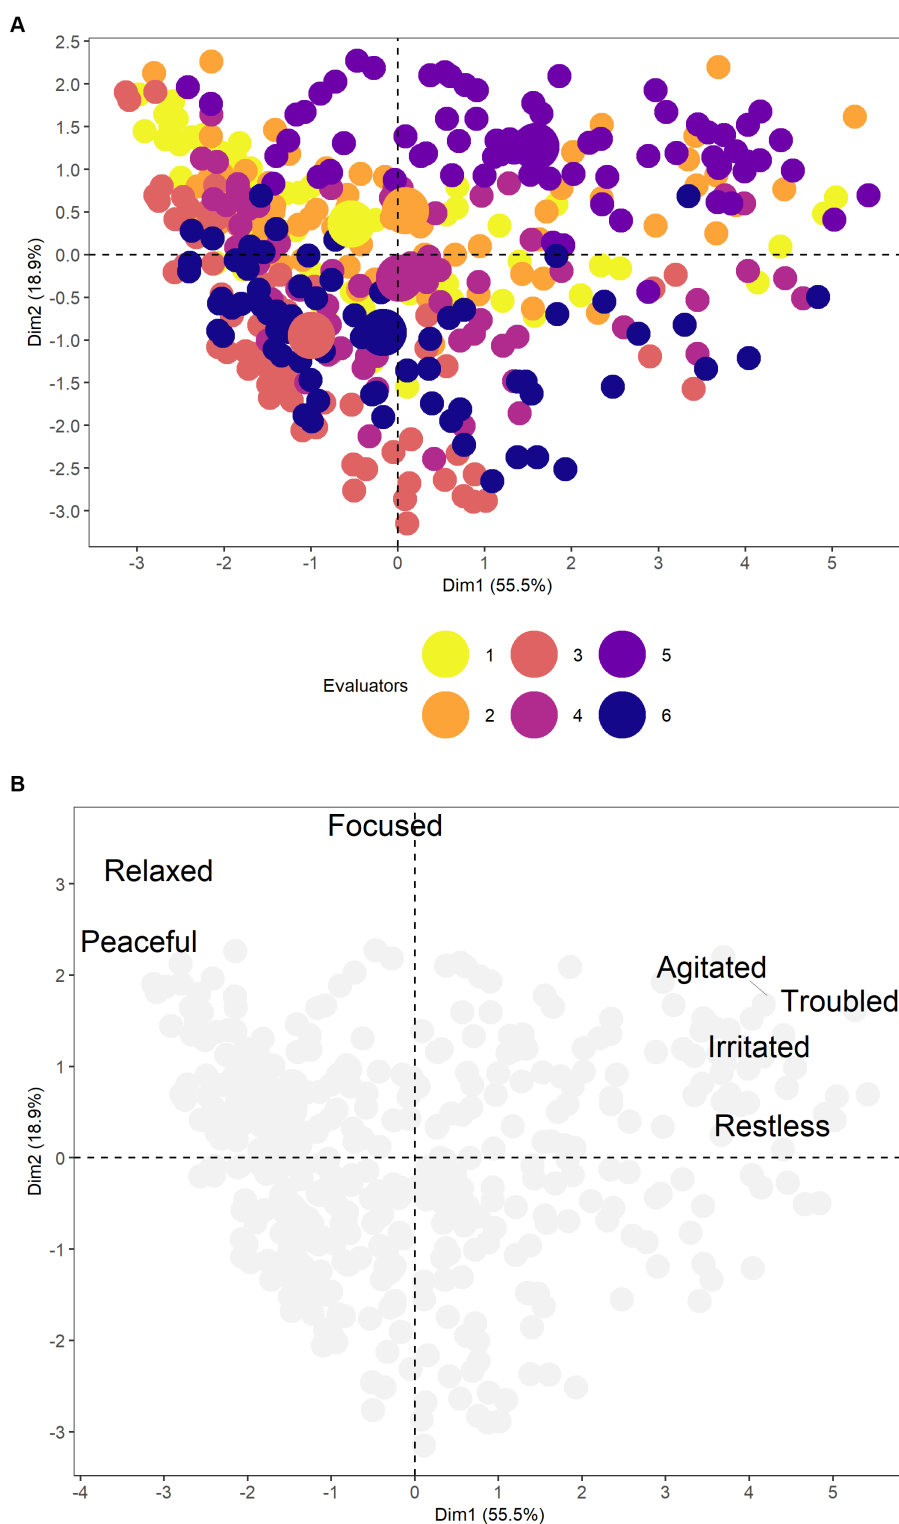 A
2.5
2.0
1.5
1.0
0.5
0.0
-0.5
-1.0
-1.5
-2.0
-2.5
-3.0
Dim2 (18.9%)
-3 -2 -1 0 1 2 3 4 5
Dim1 (55.5%)
Evaluators
1 3 5
2 4 6
B
Focused
Relaxed
Peaceful
Agitated
Troubled
Irritated
Restless
3
2
1
0
-1
-2
-3
Dim2 (18.9%)
-4 -3 -2 -1 0 1 2 3 4 5
Dim1 (55.5%)